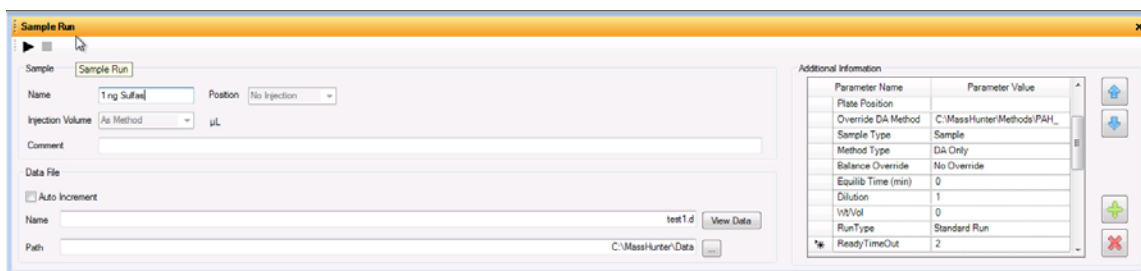 Sample Run
Sample Run
Sample
Name
1 ng Sulfas
Position
No Injection
Injection Volume
As Method
µL
Comment
Data File
Auto Increment
Name
test1.d
View Data
Path
C:\MassHunter\Data
...
Additional Information
Parameter Name Parameter Value
Plate Position
Override DA Method C:\MassHunter\Methods\PAH_
Sample Type Sample
Method Type DA Only
Balance Override No Override
Equilib Time (min) 0
Dilution 1
Wt/Vol 0
RunType Standard Run
ReadyTimeOut 2